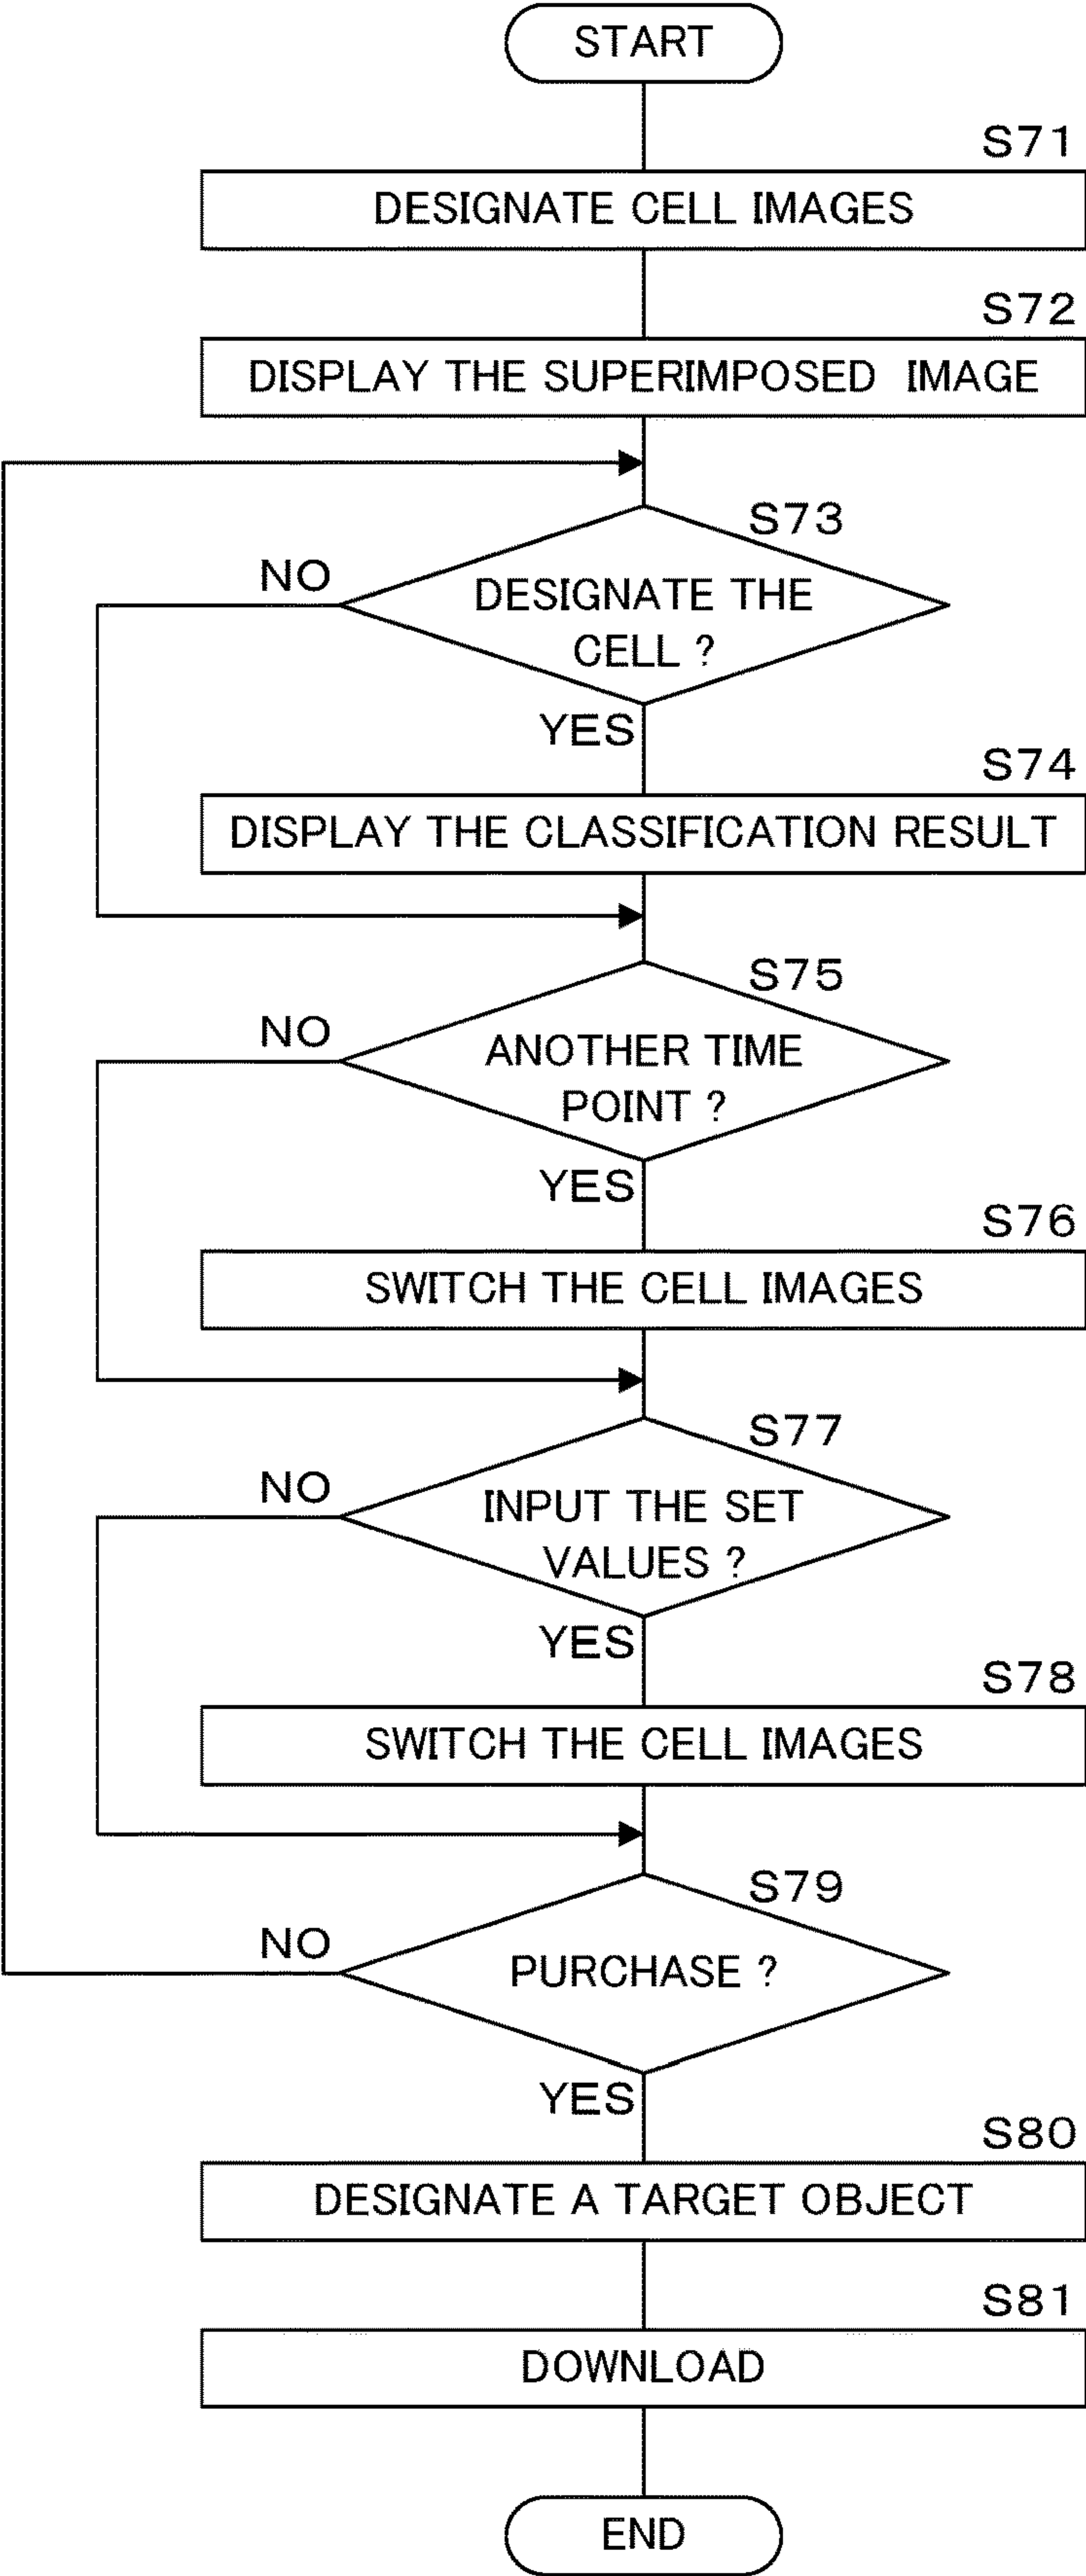 START
S71
DESIGNATE CELL IMAGES
S72
DISPLAY THE SUPERIMPOSED IMAGE
S73
NO
DESIGNATE THE
CELL ?
YES
S74
DISPLAY THE CLASSIFICATION RESULT
S75
NO
ANOTHER TIME
POINT ?
YES
S76
SWITCH THE CELL IMAGES
S77
NO
INPUT THE SET
VALUES ?
YES
S78
SWITCH THE CELL IMAGES
S79
NO
PURCHASE ?
YES
S80
DESIGNATE A TARGET OBJECT
S81
DOWNLOAD
END